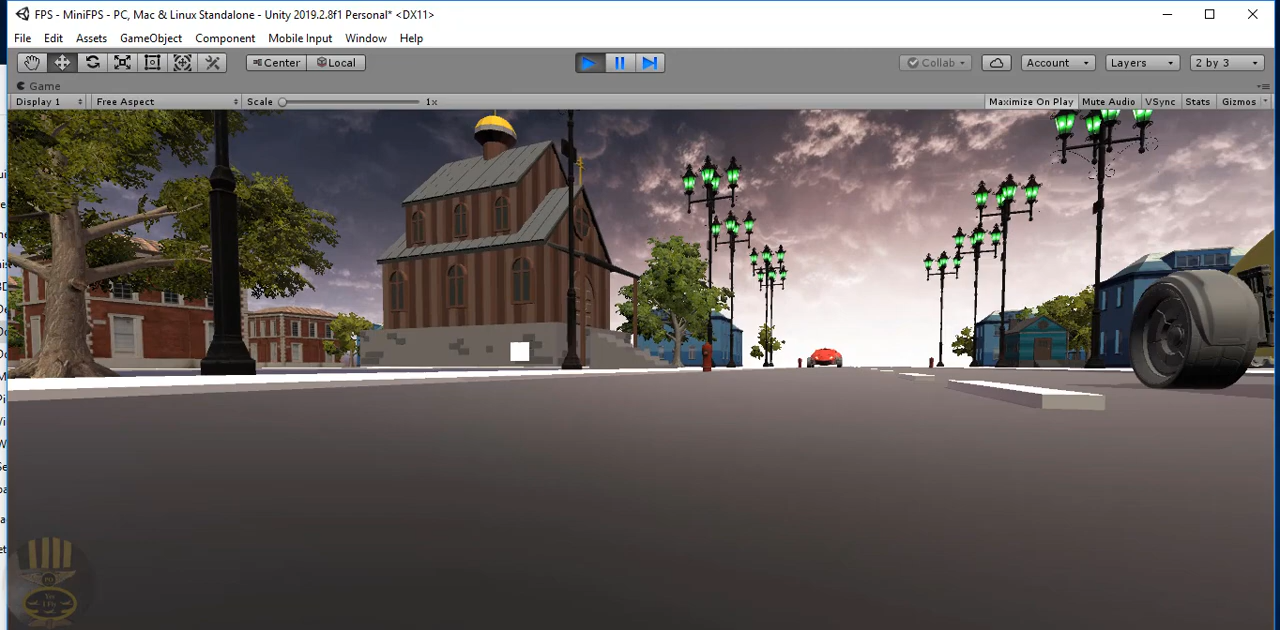 FPS - MiniFPS - PC, Mac & Linux Standalone - Unity 2019.2.8f1 Personal* <DX11>
File Edit Assets GameObject Component Mobile Input Window Help
Center Local Collab Account Layers 2 by 3
Game
Display 1 Free Aspect Scale 1x Maximize On Play Mute Audio VSync Stats Gizmos